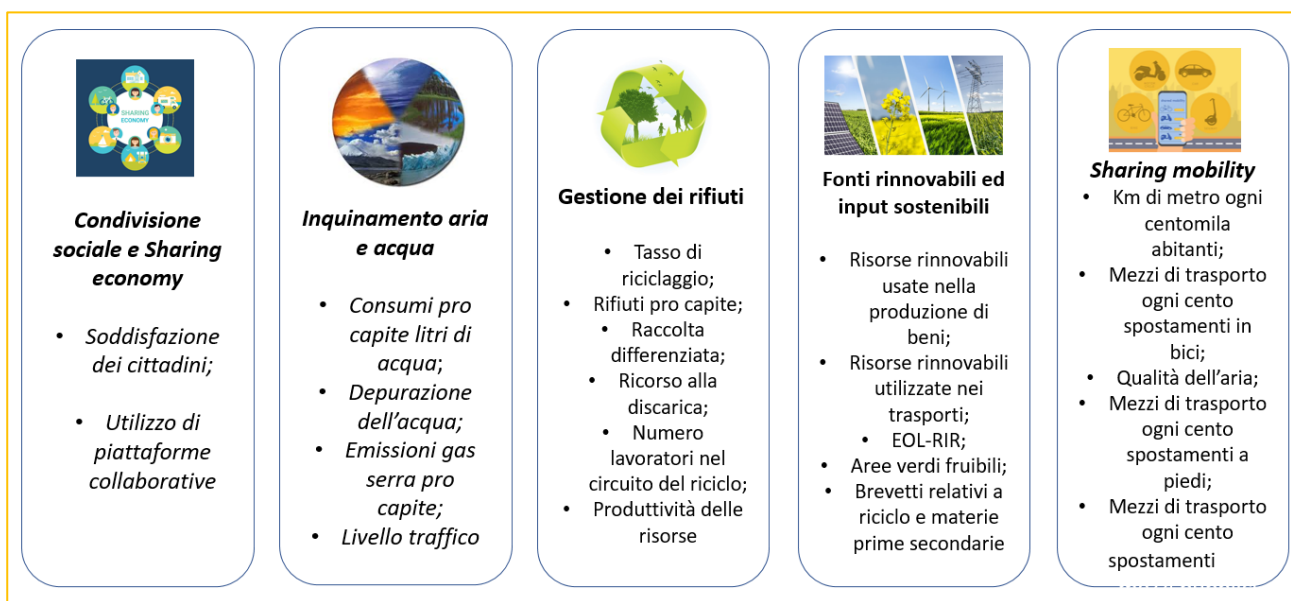 SHARING
ECONOMY
Condivisione
sociale e Sharing
economy
• Soddisfazione
dei cittadini;
• Utilizzo di
piattaforme
collaborative
Inquinamento aria
e acqua
• Consumi pro
capite litri di
acqua;
• Depurazione
dell’acqua;
• Emissioni gas
serra pro
capite;
• Livello traffico
Gestione dei rifiuti
• Tasso di
riciclaggio;
• Rifiuti pro capite;
• Raccolta
differenziata;
• Ricorso alla
discarica;
• Numero
lavoratori nel
circuito del riciclo;
• Produttività delle
risorse
Fonti rinnovabili ed
input sostenibili
• Risorse rinnovabili
usate nella
produzione di
beni;
• Risorse rinnovabili
utilizzate nei
trasporti;
• EOL-RIR;
• Aree verdi fruibili;
• Brevetti relativi a
riciclo e materie
prime secondarie
Sharing mobility
• Km di metro ogni
centomila
abitanti;
• Mezzi di trasporto
ogni cento
spostamenti in
bici;
• Qualità dell’aria;
• Mezzi di trasporto
ogni cento
spostamenti a
piedi;
• Mezzi di trasporto
ogni cento
spostamenti